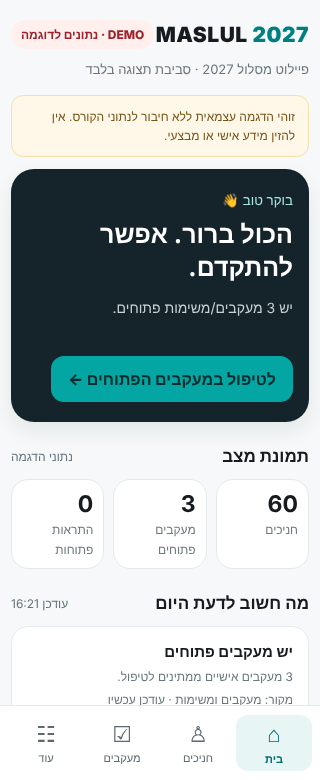 MASLUL 2027
DEMO · נתונים לדוגמה
פיילוט מסלול 2027 · סביבת תצוגה בלבד
זוהי הדגמה עצמאית ללא חיבור לנתוני הקורס. אין
להזין מידע אישי או מבצעי.
בוקר טוב 👋
הכול ברור. אפשר
להתקדם.
יש 3 מעקבים/משימות פתוחים.
לטיפול במעקבים הפתוחים ←
תמונת מצב
נתוני הדגמה
60
חניכים
3
מעקבים
פתוחים
0
התראות
פתוחות
מה חשוב לדעת היום
עודכן 16:21
יש מעקבים פתוחים
3 מעקבים אישיים ממתינים לטיפול.
מקור: מעקבים ומשימות · עודכן עכשיו
בית
חניכים
מעקבים
עוד